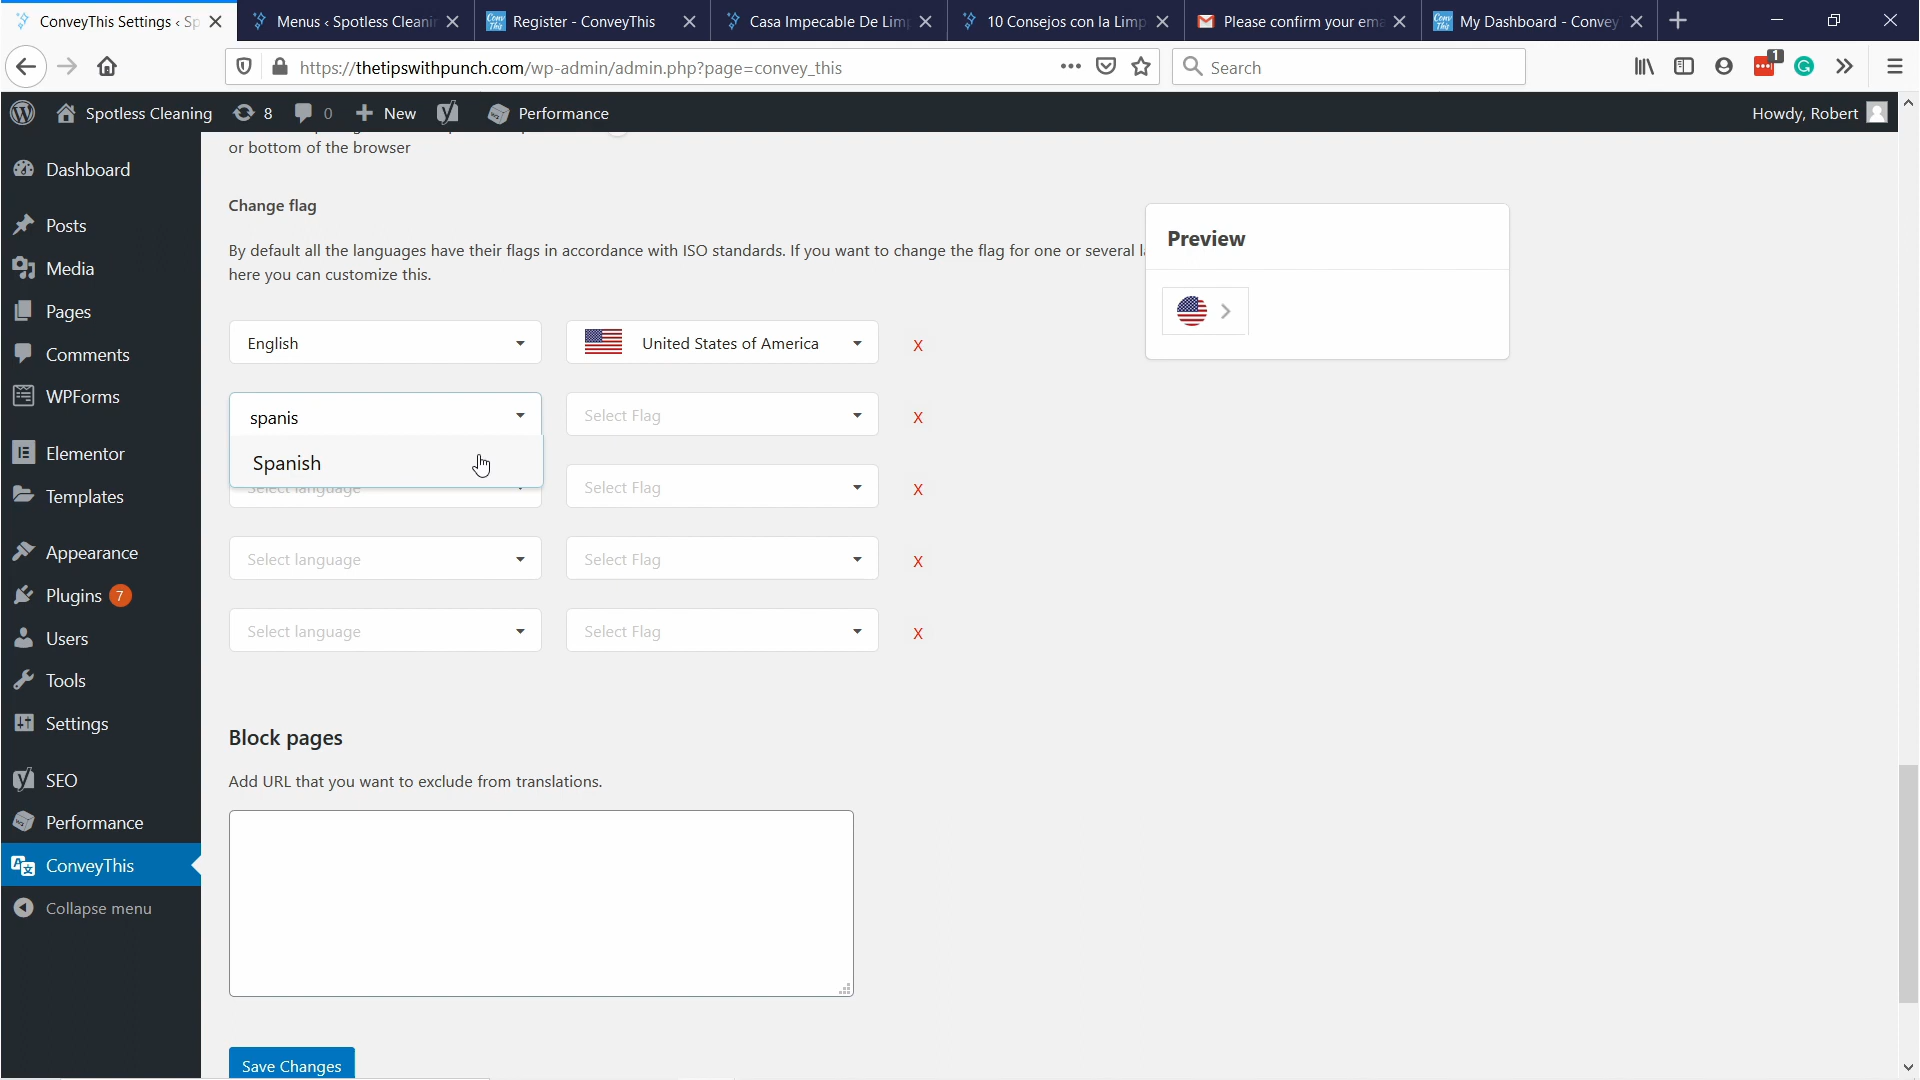 ConveyThis Settings ‹ Sp
Menus ‹ Spotless Cleanin
Register - ConveyThis
Casa Impecable De Lim
10 Consejos con la Limp
Please confirm your ema
My Dashboard - Convey
https://thetipswithpunch.com/wp-admin/admin.php?page=convey_this
Search
1
Spotless Cleaning
8
0
New
Performance
Howdy, Robert
Dashboard
Posts
Media
Pages
Comments
WPForms
Elementor
Templates
Appearance
Plugins 7
Users
Tools
Settings
SEO
Performance
ConveyThis
Collapse menu
or bottom of the browser
Change flag
By default all the languages have their flags in accordance with ISO standards. If you want to change the flag for one or several
here you can customize this.
English
United States of America
X
spanis
Select Flag
X
Spanish
Select language
Select Flag
X
Select language
Select Flag
X
Select language
Select Flag
X
Preview
Block pages
Add URL that you want to exclude from translations.
Save Changes